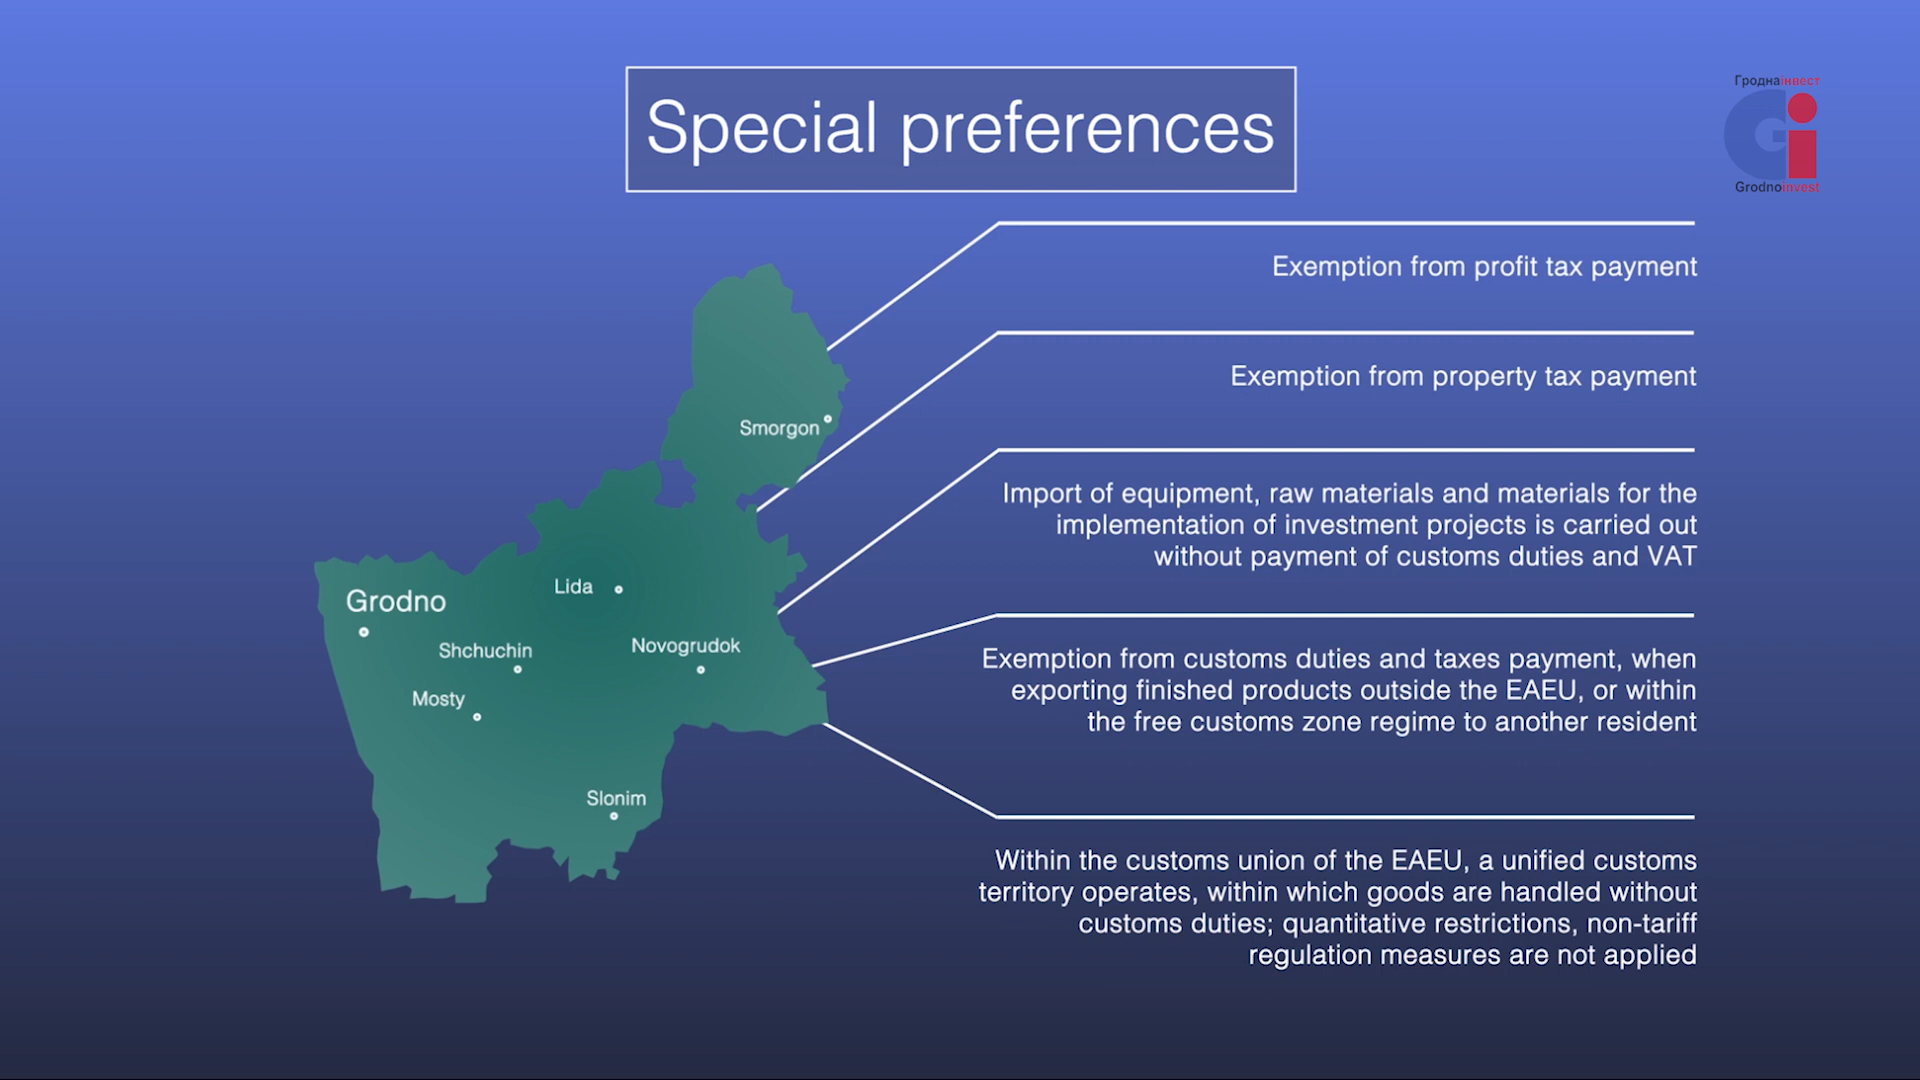 Special preferences
Гроднаінвест
Gi
Grodnoinvest
Exemption from profit tax payment
Exemption from property tax payment
Import of equipment, raw materials and materials for the
implementation of investment projects is carried out
without payment of customs duties and VAT
Exemption from customs duties and taxes payment, when
exporting finished products outside the EAEU, or within
the free customs zone regime to another resident
Within the customs union of the EAEU, a unified customs
territory operates, within which goods are handled without
customs duties; quantitative restrictions, non-tariff
regulation measures are not applied
Smorgon
Lida
Grodno
Shchuchin
Novogrudok
Mosty
Slonim